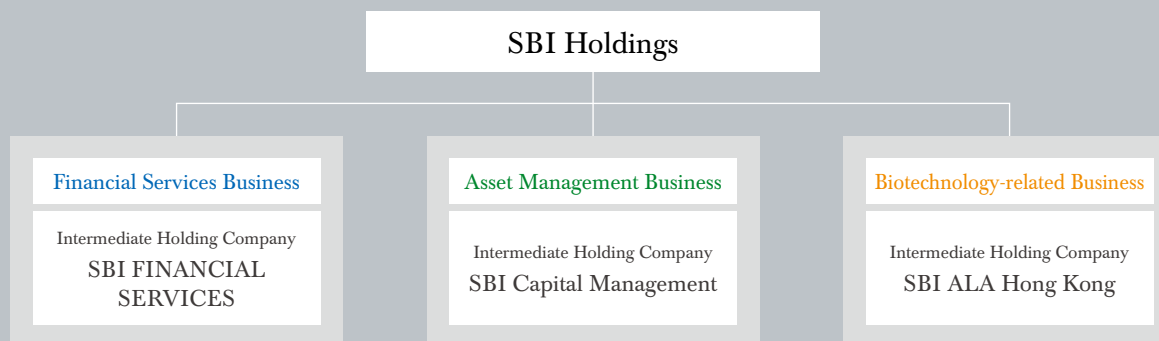 SBI Holdings
Financial Services Business
Intermediate Holding Company
SBI FINANCIAL
SERVICES
Asset Management Business
Intermediate Holding Company
SBI Capital Management
Biotechnology-related Business
Intermediate Holding Company
SBI ALA Hong Kong